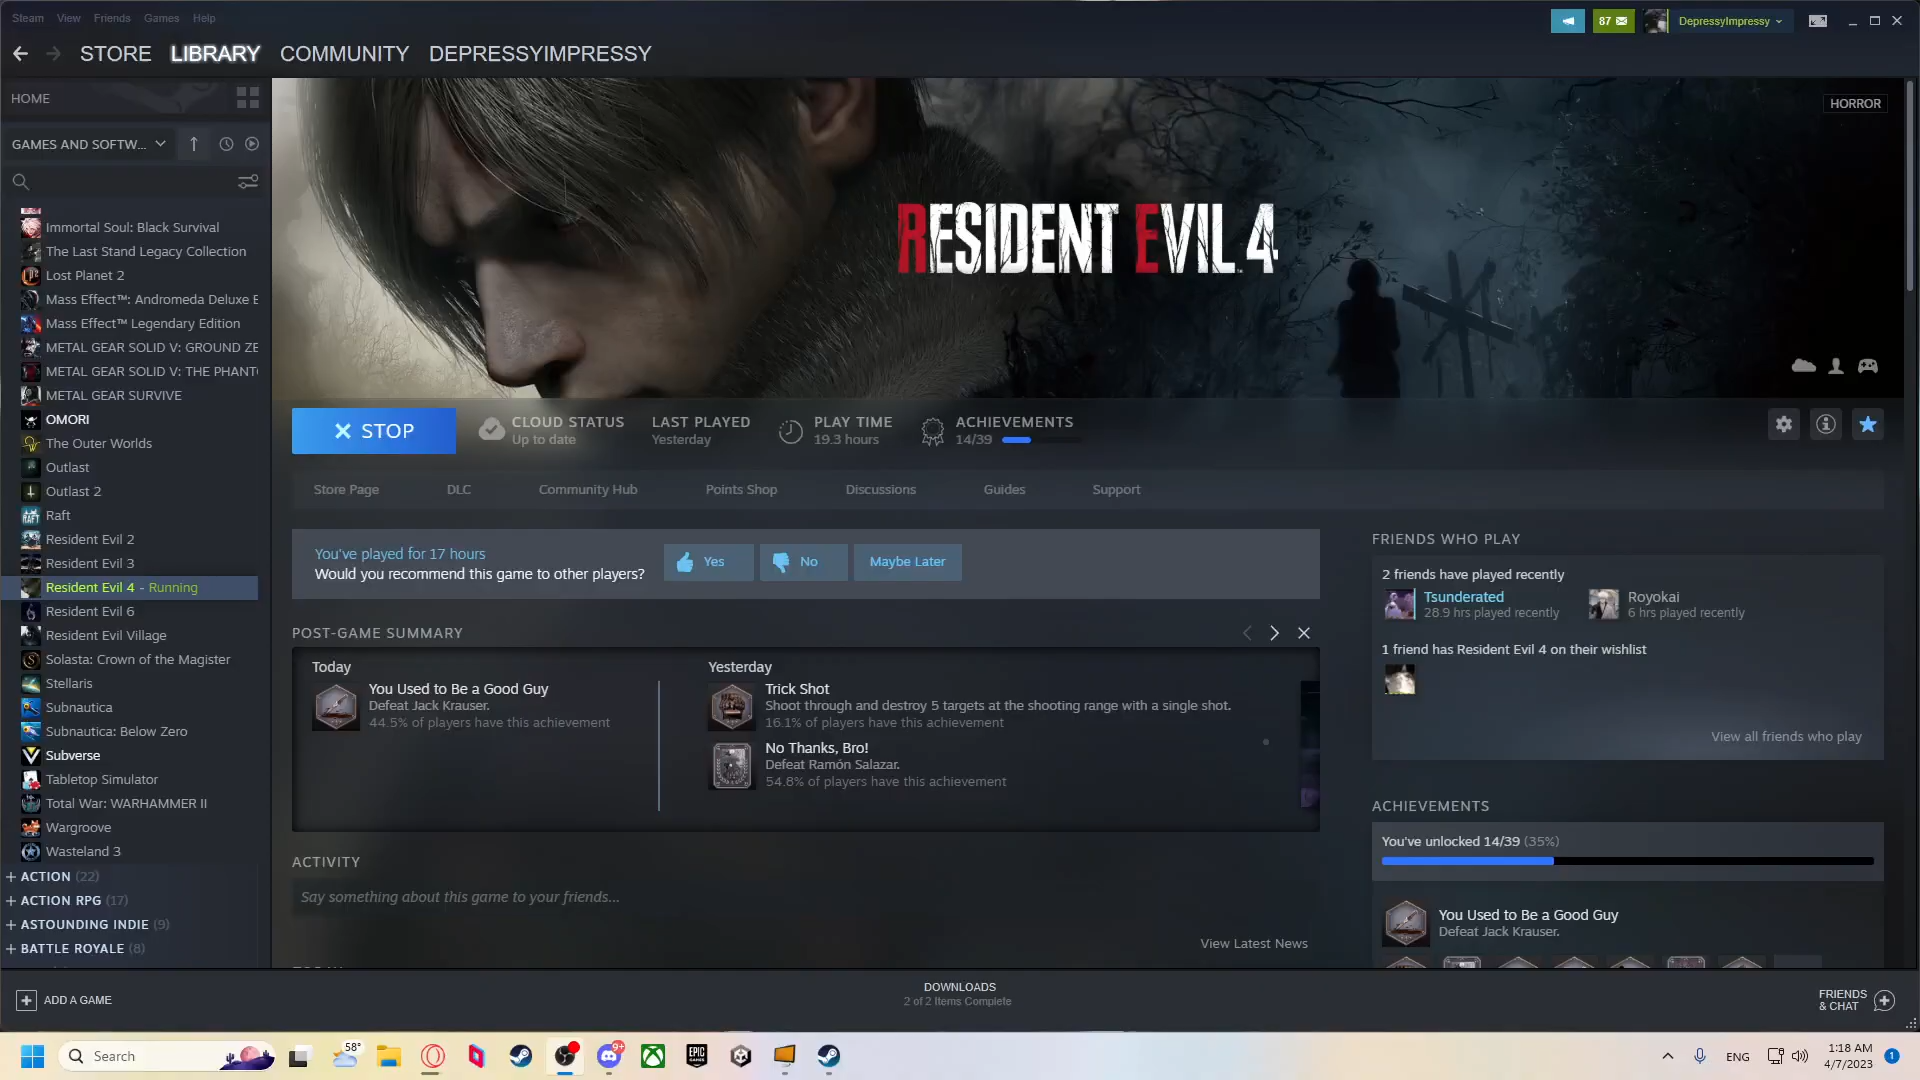 Steam View Friends Games Help
87
DepressyImpressy
STORE LIBRARY COMMUNITY DEPRESSYIMPRESSY
HOME
GAMES AND SOFTW...
Immortal Soul: Black Survival
The Last Stand Legacy Collection
Lost Planet 2
Mass Effect™: Andromeda Deluxe E
Mass Effect™ Legendary Edition
METAL GEAR SOLID V: GROUND ZE
METAL GEAR SOLID V: THE PHANT
METAL GEAR SURVIVE
OMORI
The Outer Worlds
Outlast
Outlast 2
Raft
Resident Evil 2
Resident Evil 3
Resident Evil 4 - Running
Resident Evil 6
Resident Evil Village
Solasta: Crown of the Magister
Stellaris
Subnautica
Subnautica: Below Zero
Subverse
Tabletop Simulator
Total War: WARHAMMER II
Wargroove
Wasteland 3
+ ACTION (22)
+ ACTION RPG (17)
+ ASTOUNDING INDIE (9)
+ BATTLE ROYALE (8)
HORROR
RESIDENT EVIL 4
STOP
CLOUD STATUS
Up to date
LAST PLAYED
Yesterday
PLAY TIME
19.3 hours
ACHIEVEMENTS
14/39
Store Page DLC Community Hub Points Shop Discussions Guides Support
You've played for 17 hours
Would you recommend this game to other players?
Yes No Maybe Later
POST-GAME SUMMARY
Today
You Used to Be a Good Guy
Defeat Jack Krauser.
44.5% of players have this achievement
Yesterday
Trick Shot
Shoot through and destroy 5 targets at the shooting range with a single shot.
16.1% of players have this achievement
No Thanks, Bro!
Defeat Ramón Salazar.
54.8% of players have this achievement
ACTIVITY
Say something about this game to your friends...
View Latest News
TODAY
FRIENDS WHO PLAY
2 friends have played recently
Tsunderated
28.9 hrs played recently
Royokai
6 hrs played recently
1 friend has Resident Evil 4 on their wishlist
View all friends who play
ACHIEVEMENTS
You've unlocked 14/39 (35%)
You Used to Be a Good Guy
Defeat Jack Krauser.
ADD A GAME
DOWNLOADS
2 of 2 Items Complete
FRIENDS
& CHAT
Search
58°
9+
EPIC
GAMES
ENG
1:18 AM
4/7/2023
1